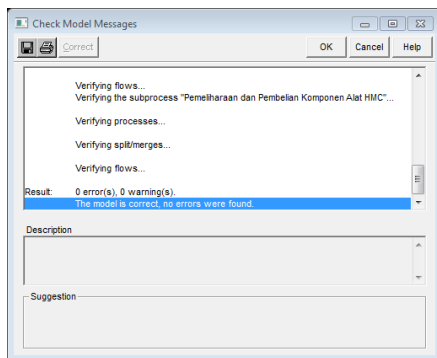 Check Model Messages
Correct
OK
Cancel
Help
Verifying flows...
Verifying the subprocess "Pemeliharaan dan Pembelian Komponen Alat HMC"...
Verifying processes...
Verifying split/merges...
Verifying flows...
Result: 0 error(s), 0 warning(s).
The model is correct, no errors were found.
Description
Suggestion